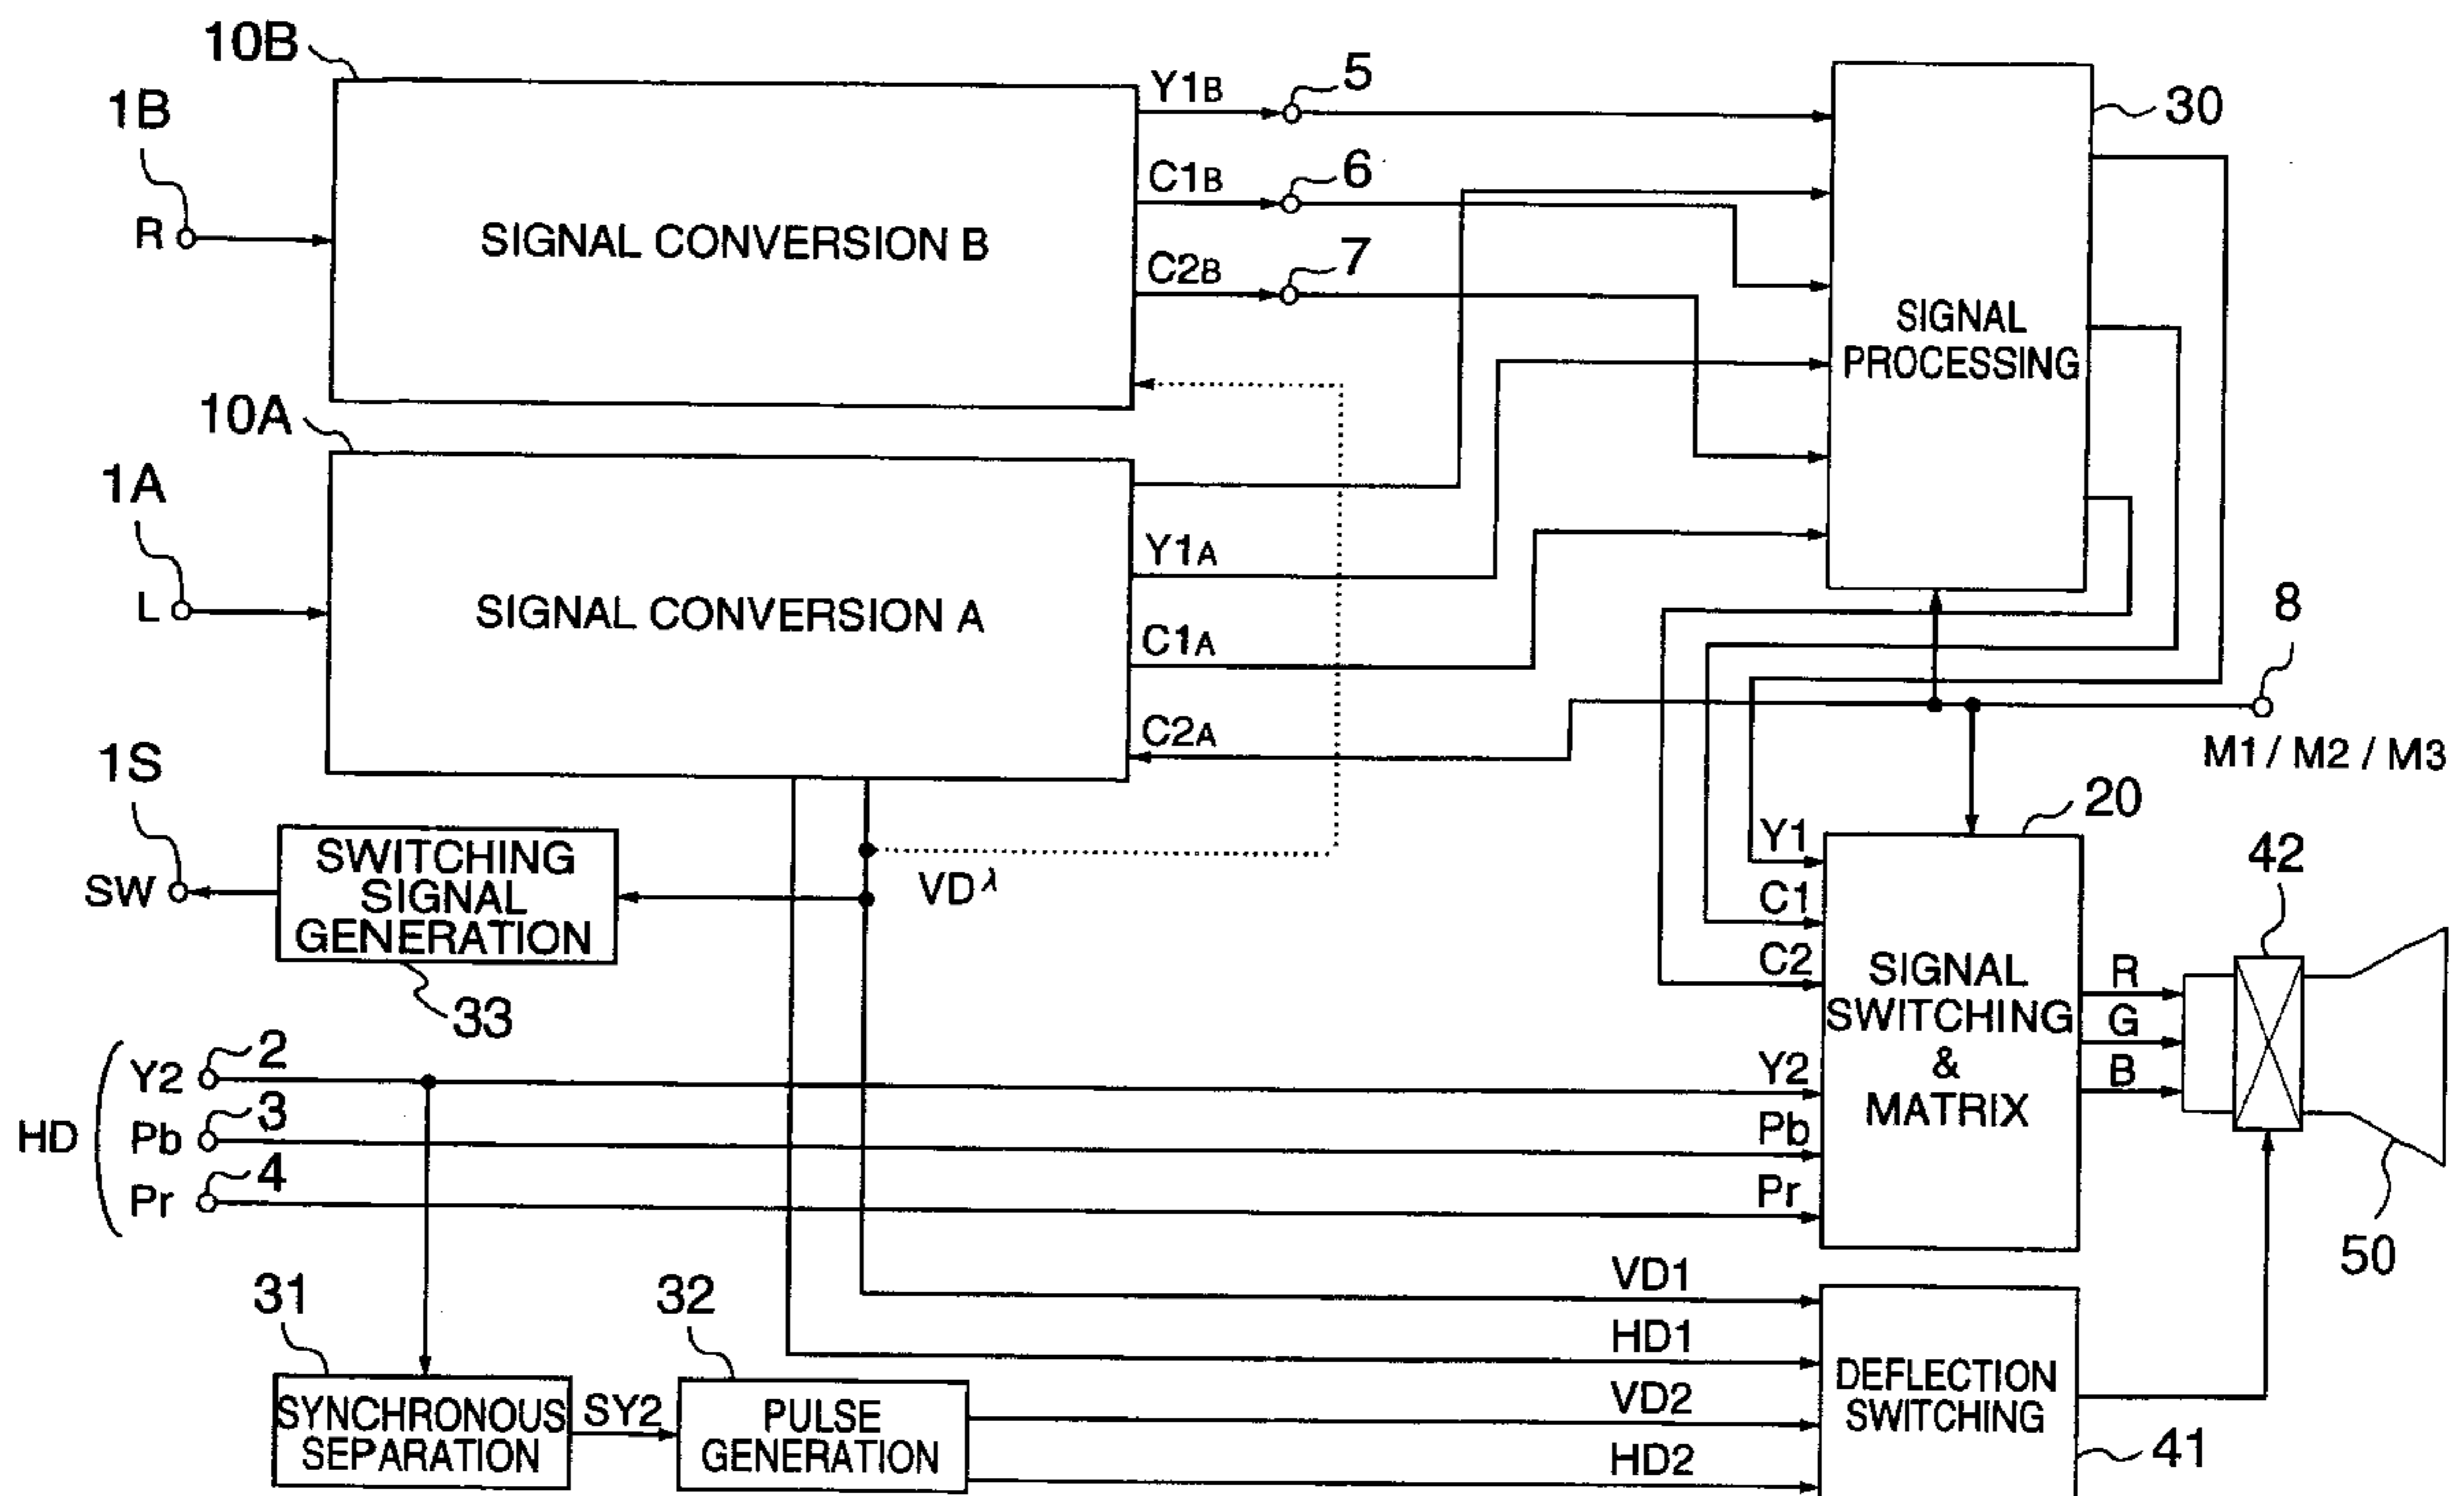 10B
1B
R
SIGNAL CONVERSION B
Y1B
5
C1B
6
C2B
7
30
SIGNAL
PROCESSING
10A
1A
L
SIGNAL CONVERSION A
Y1A
C1A
C2A
8
M1 / M2 / M3
1S
SW
SWITCHING
SIGNAL
GENERATION
33
VDλ
20
Y1
C1
C2
SIGNAL
SWITCHING
&
MATRIX
R
G
B
42
50
HD
Y2
2
Pb
3
Pr
4
Y2
Pb
Pr
31
SYNCHRONOUS
SEPARATION
SY2
32
PULSE
GENERATION
VD1
HD1
VD2
HD2
DEFLECTION
SWITCHING
41